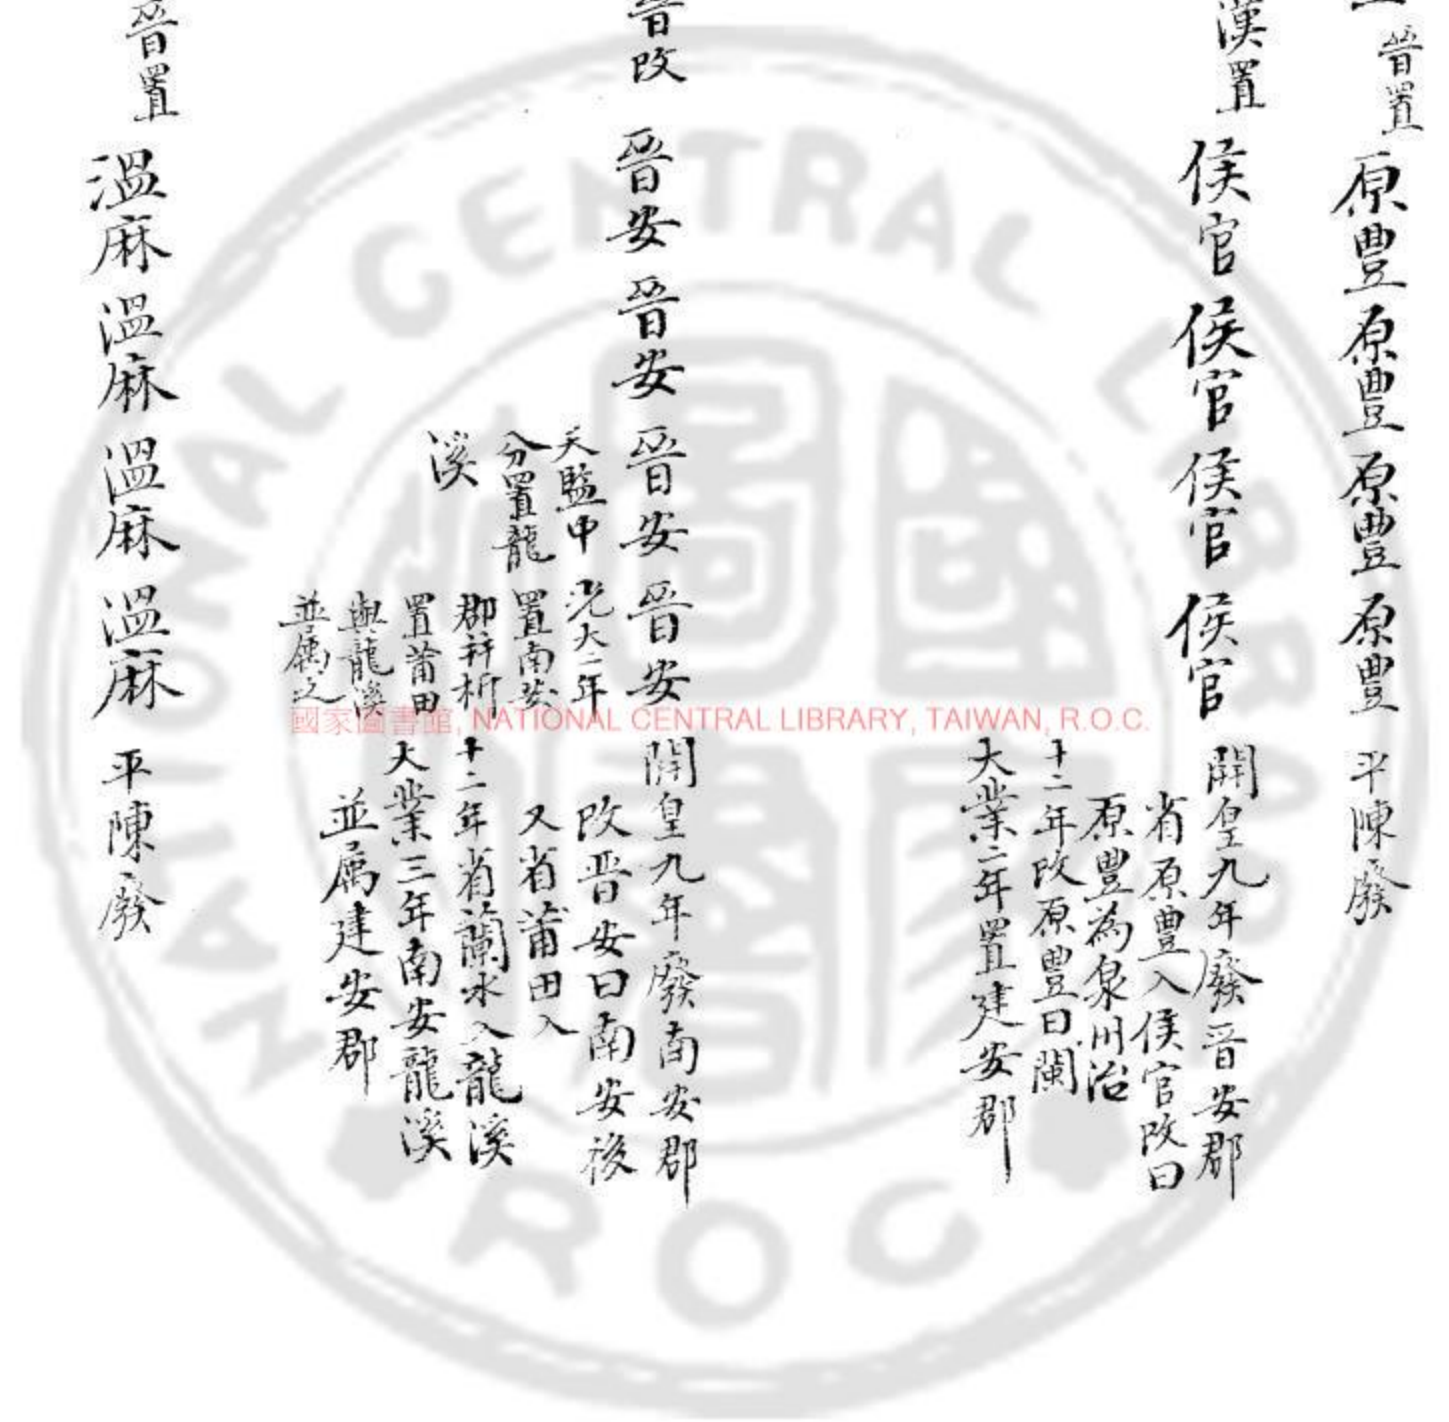 晉置
原豐
原豐
原豐
原豐
平陳廢
漢置
侯官
侯官
侯官
侯官
開皇九年廢晉安郡
省原豐入侯官改曰
原豐為泉州治
十二年改原豐曰閩
大業二年置建安郡
晉改
晉安
晉安
晉安
天監中
分置龍
溪
晉安
光大二年
置南安
郡并析
置莆田
與龍溪
並屬之
開皇九年廢南安郡
改晉安曰南安後
又省莆田入
十二年省蘭水入龍溪
大業三年南安龍溪
並屬建安郡
晉置
溫麻
溫麻
溫麻
溫麻
平陳廢
國家圖書館, NATIONAL CENTRAL LIBRARY, TAIWAN, R.O.C.
NATIONAL CENTRAL LIBRARY
ROC